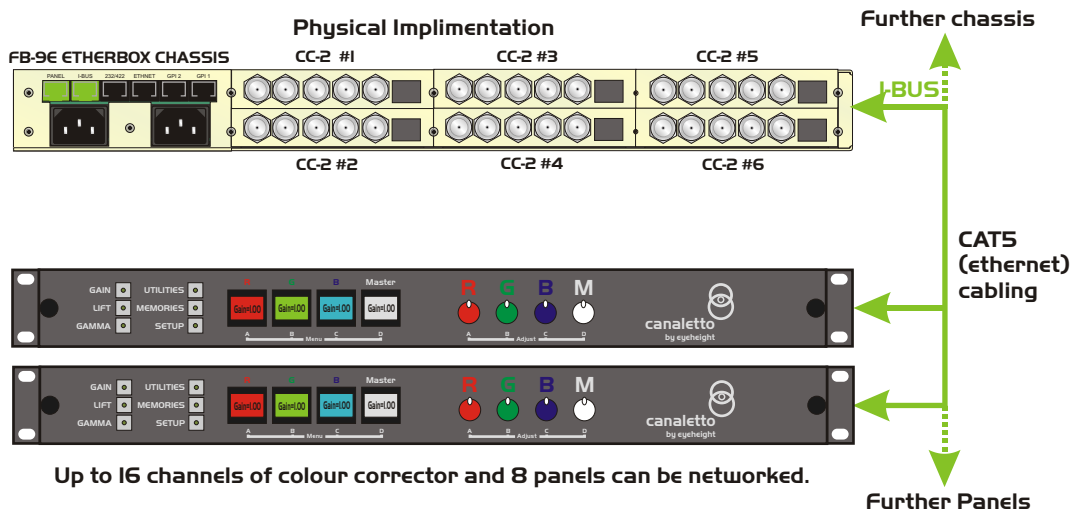 Physical Implimentation
Further chassis
FB-9E ETHERBOX CHASSIS
CC-2 #1
CC-2 #3
CC-2 #5
PANEL I-BUS 232/422 ETHNET GPI 2 GPI 1
I-BUS
CC-2 #2
CC-2 #4
CC-2 #6
CAT5
(ethernet)
cabling
GAIN UTILITIES
LIFT MEMORIES
GAMMA SETUP
R G B Master
Gain=1.00 Gain=1.00 Gain=1.00 Gain=1.00
A B C D
Menu
R G B M
A B C D
Adjust
canaletto
by eyeheight
GAIN UTILITIES
LIFT MEMORIES
GAMMA SETUP
R G B Master
Gain=1.00 Gain=1.00 Gain=1.00 Gain=1.00
A B C D
Menu
R G B M
A B C D
Adjust
canaletto
by eyeheight
Up to 16 channels of colour corrector and 8 panels can be networked.
Further Panels